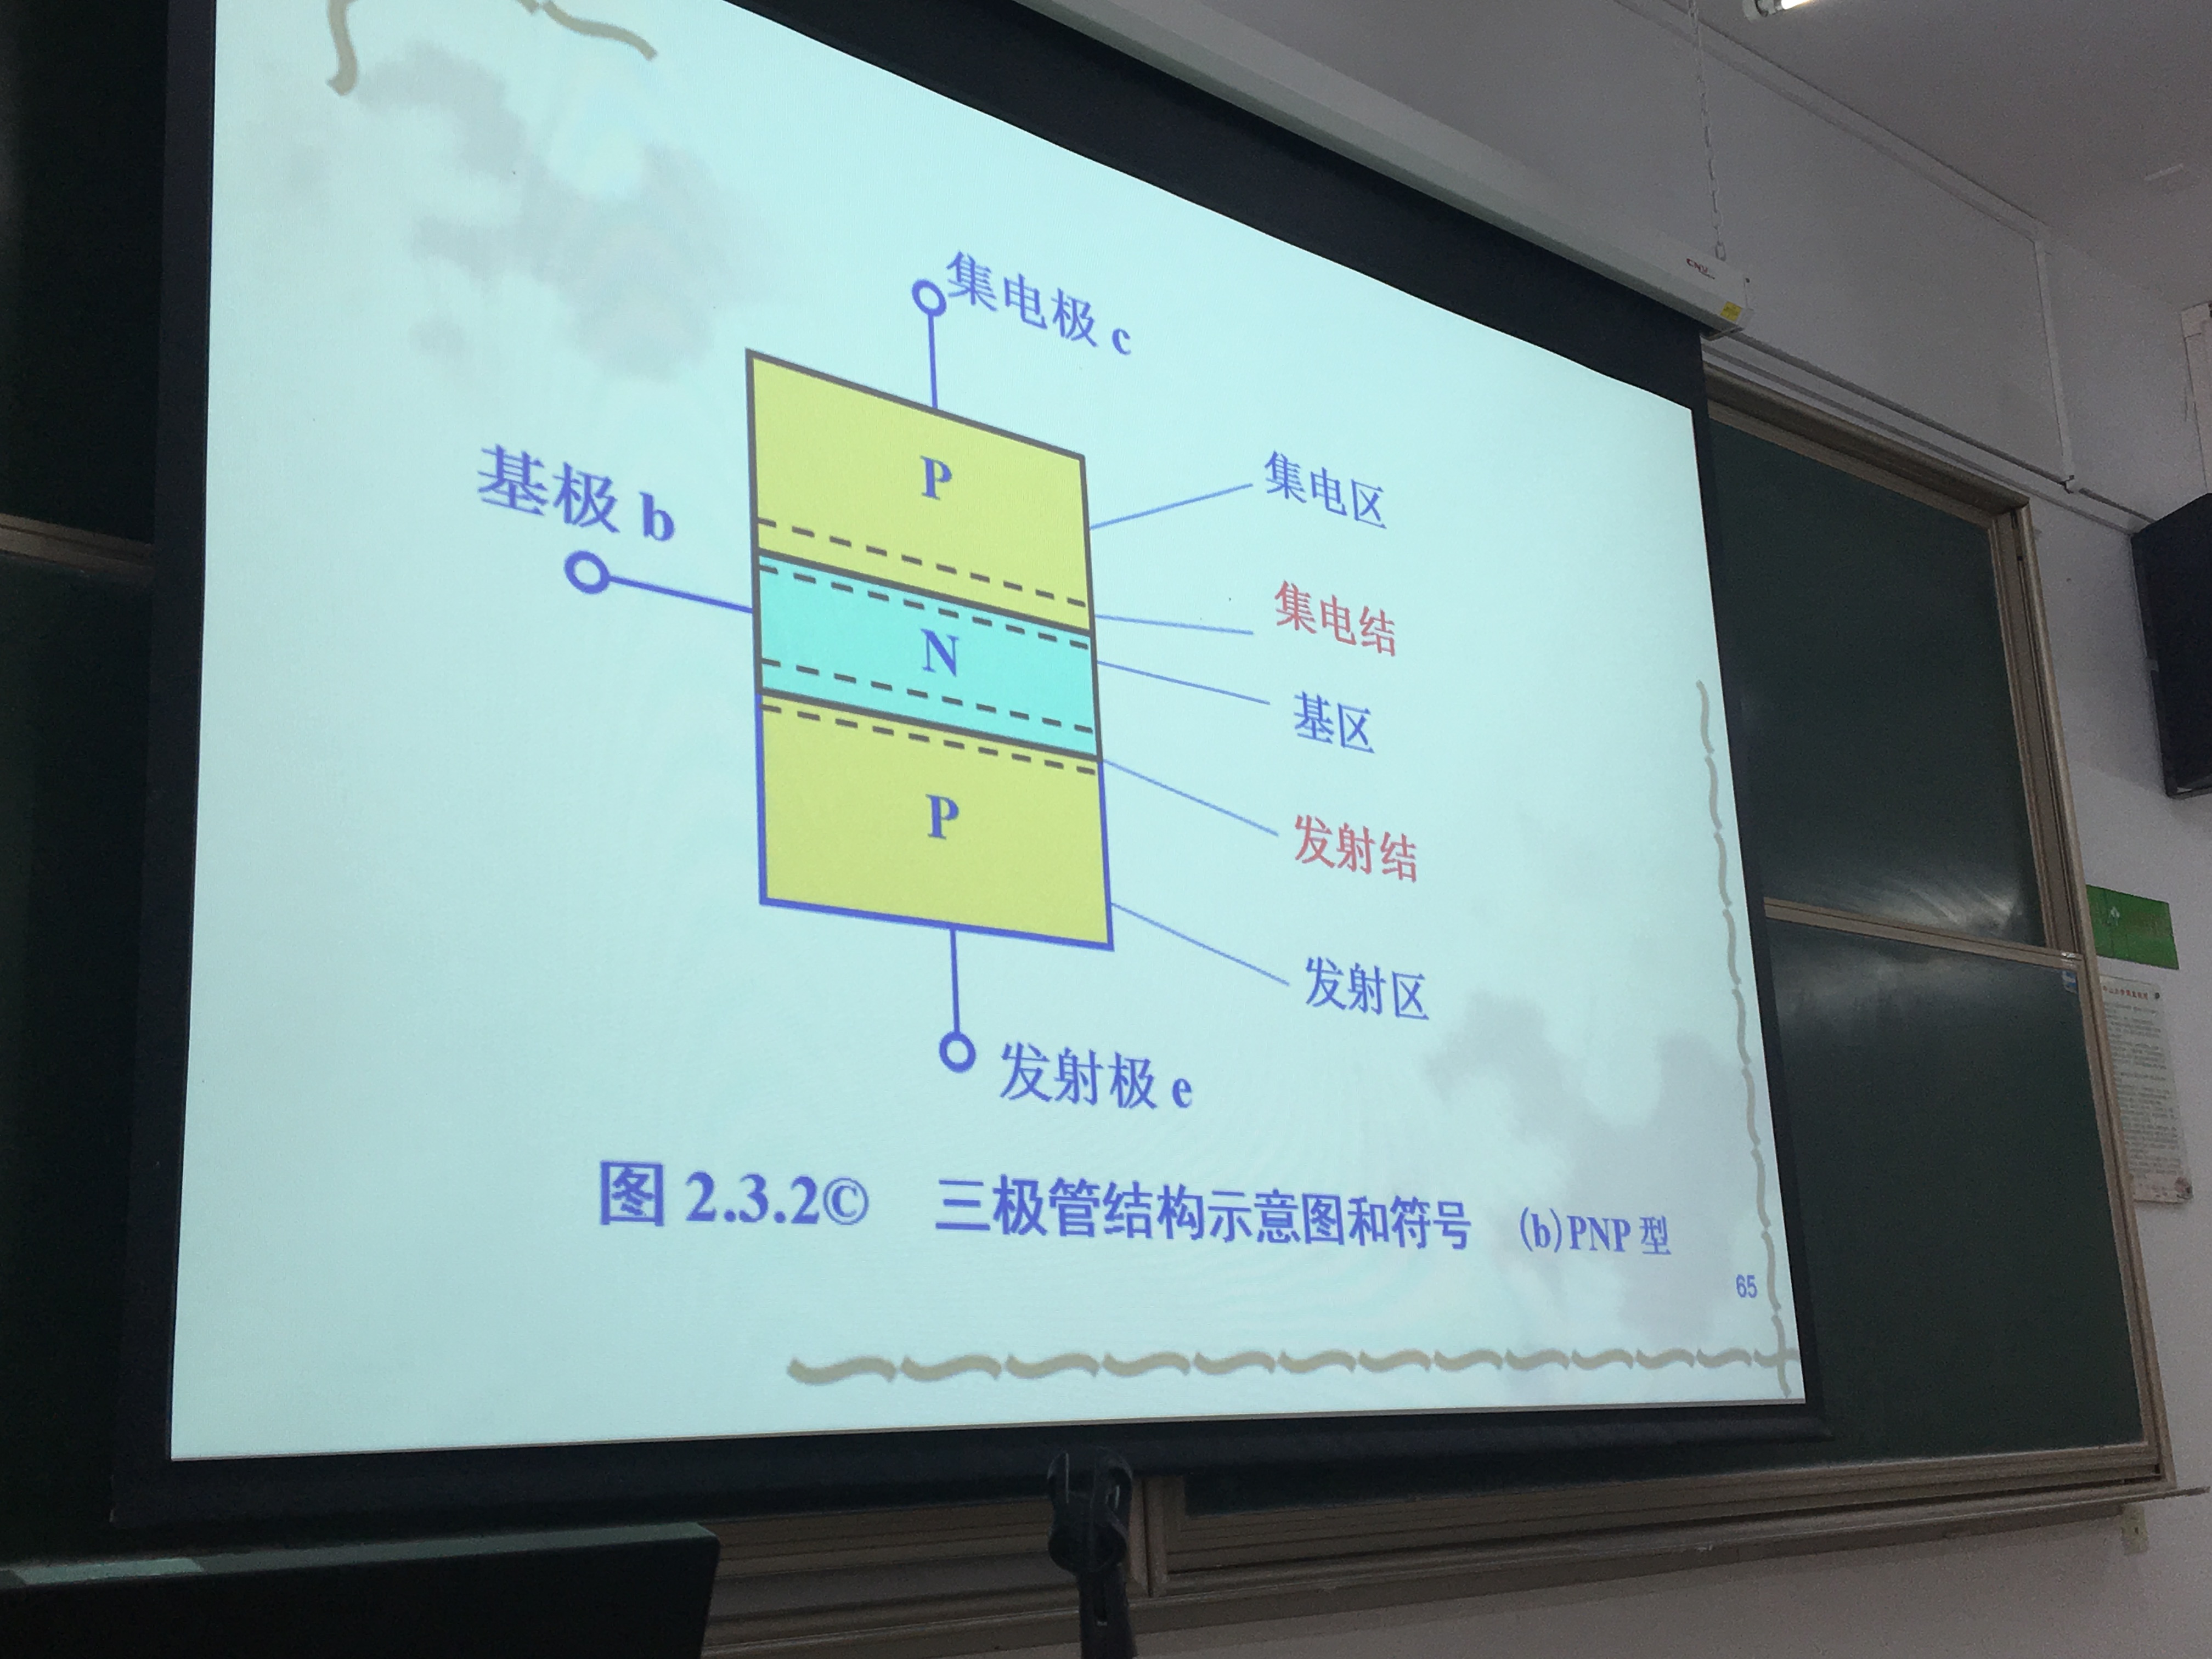 集电极 c
P
集电区
基极 b
集电结
N
基区
发射结
P
发射区
发射极 e
图 2.3.2© 三极管结构示意图和符号 (b)PNP 型
65